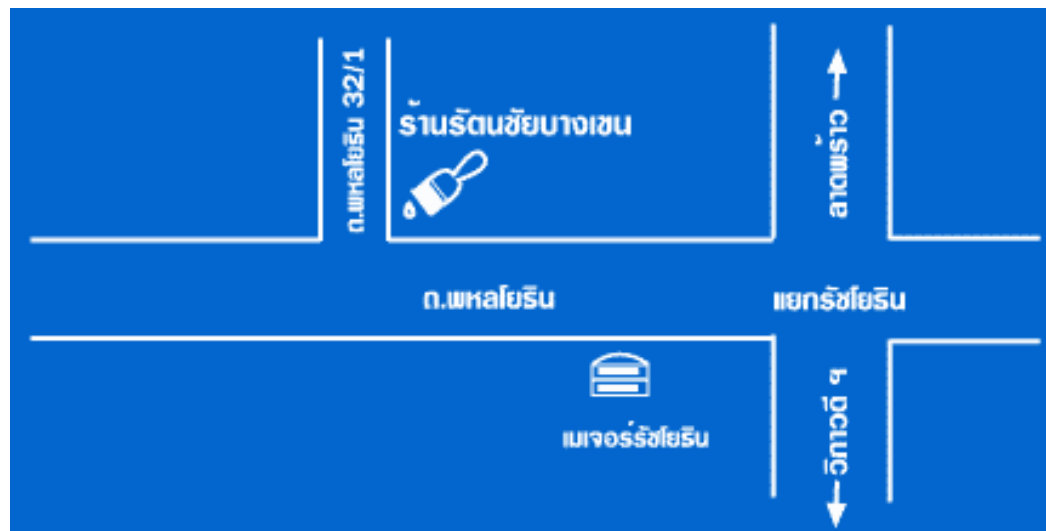 ถ.พหลโยธิน 32/1
ร้านรัตนชัยบางเขน
ลาดพร้าว
ถ.พหลโยธิน
แยกรัชโยธิน
เมเจอร์รัชโยธิน
วิภาวดี ฯ